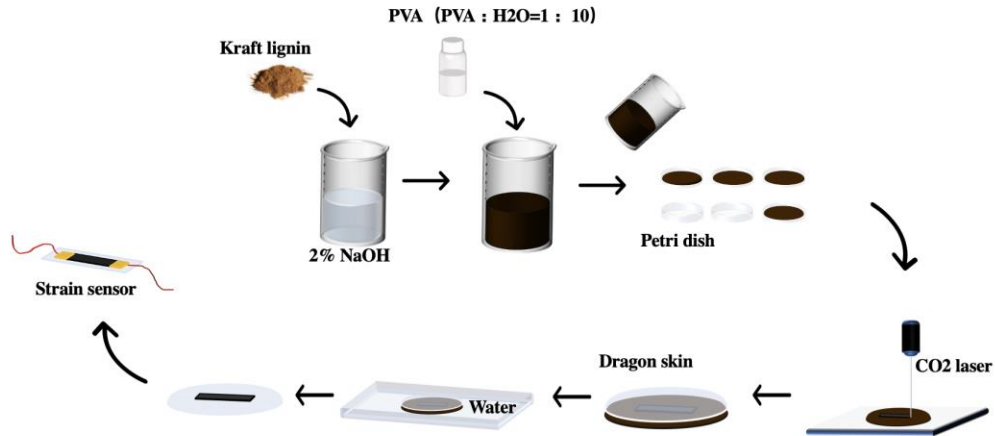 PVA（PVA : H2O=1 : 10）
Kraft lignin
2% NaOH
Petri dish
Strain sensor
CO2 laser
Dragon skin
Water